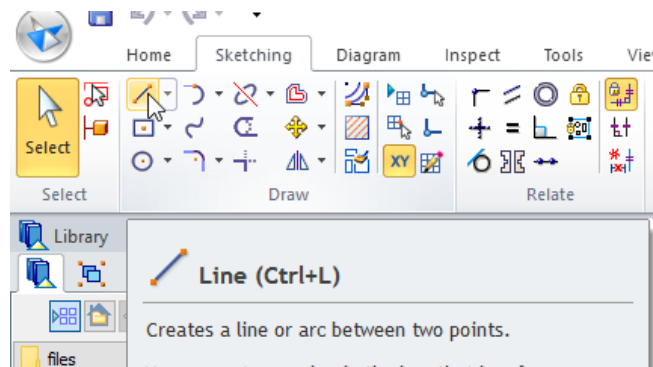 Home Sketching Diagram Inspect Tools
Select
XY
Select Draw Relate
Library
Line (Ctrl+L)
Creates a line or arc between two points.
files